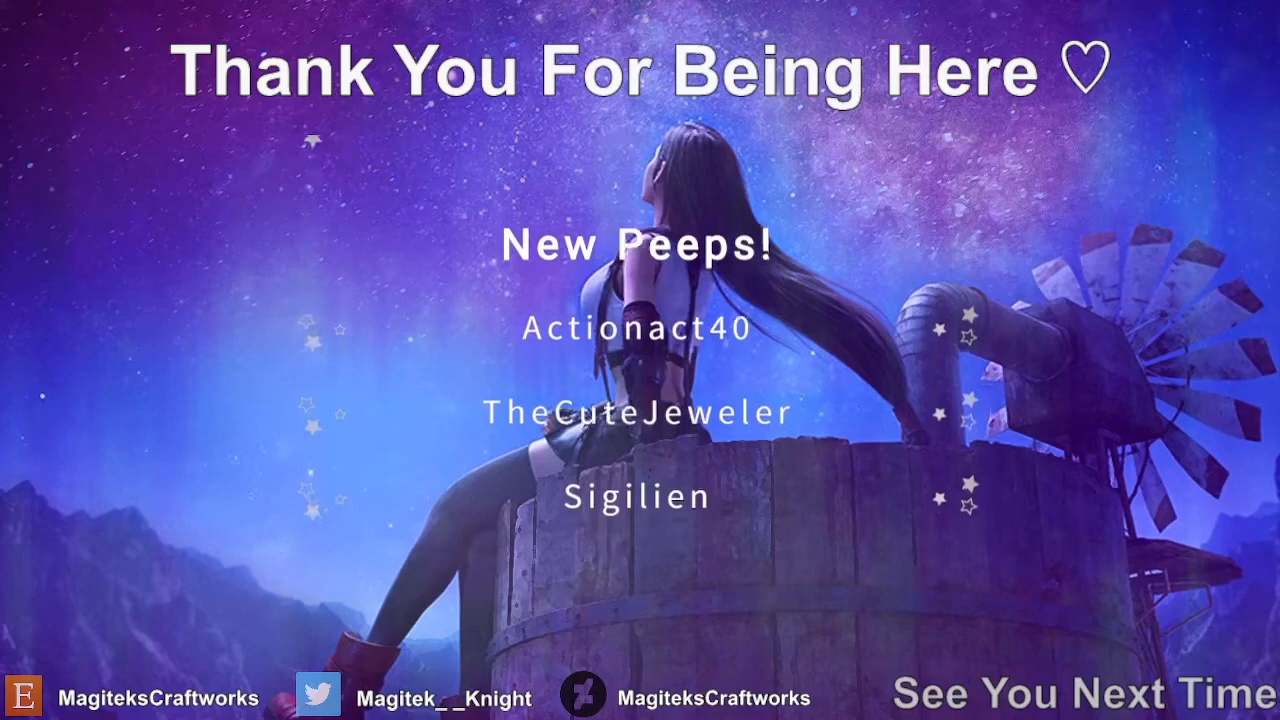 Thank You For Being Here ♡
New Peeps!
Actionact40
TheCuteJeweler
Sigilien
E MagiteksCraftworks Magitek_ _Knight MagiteksCraftworks See You Next Time